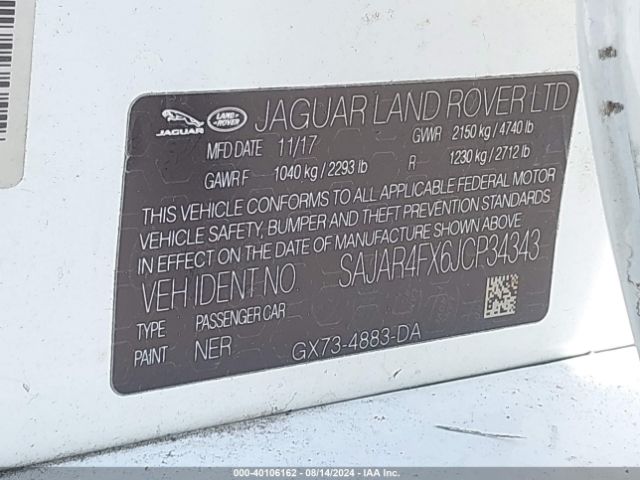 JAGUAR LAND-ROVER JAGUAR LAND ROVER LTD
MFD DATE 11/17 GVWR 2150 kg / 4740 lb
GAWR F 1040 kg / 2293 lb R 1230 kg / 2712 lb
THIS VEHICLE CONFORMS TO ALL APPLICABLE FEDERAL MOTOR
VEHICLE SAFETY, BUMPER AND THEFT PREVENTION STANDARDS
IN EFFECT ON THE DATE OF MANUFACTURE SHOWN ABOVE
VEH IDENT NO SAJAR4FX6JCP34343
TYPE PASSENGER CAR
PAINT NER GX73-4883-DA
000-40106162 - 08/14/2024 - IAA Inc.